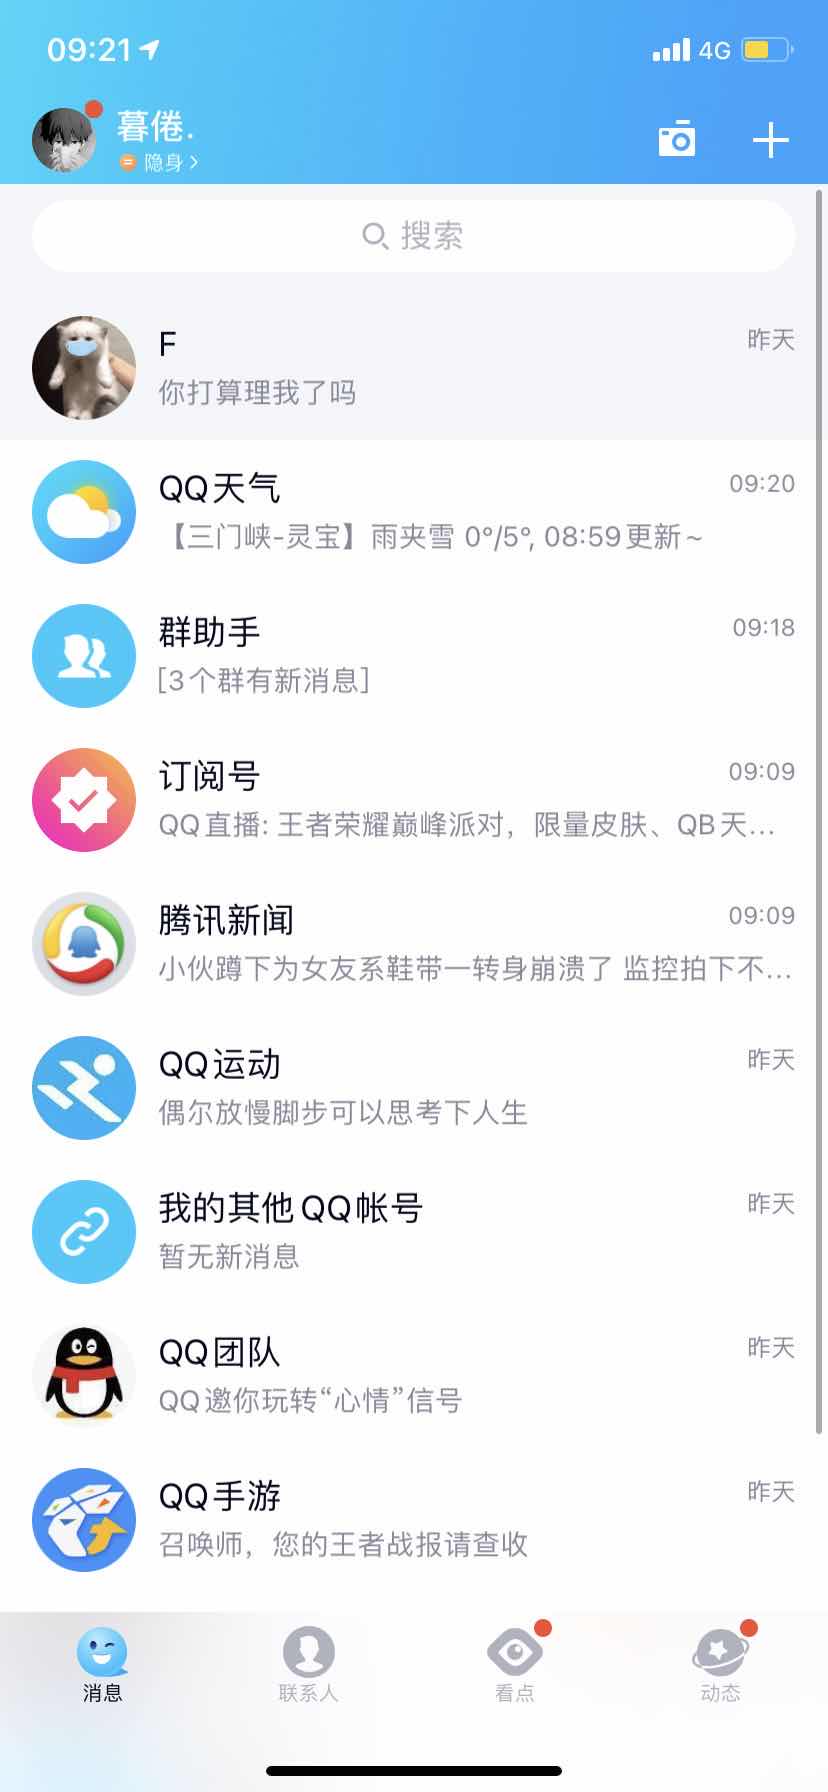 09:21
4G
暮倦.
隐身
搜索
F
昨天
你打算理我了吗
QQ天气
09:20
【三门峡-灵宝】雨夹雪 0°/5°, 08:59更新~
群助手
09:18
[3个群有新消息]
订阅号
09:09
QQ直播: 王者荣耀巅峰派对，限量皮肤、QB天...
腾讯新闻
09:09
小伙蹲下为女友系鞋带一转身崩溃了 监控拍下不...
QQ运动
昨天
偶尔放慢脚步可以思考下人生
我的其他QQ帐号
昨天
暂无新消息
QQ团队
昨天
QQ邀你玩转“心情”信号
QQ手游
昨天
召唤师，您的王者战报请查收
消息
联系人
看点
动态